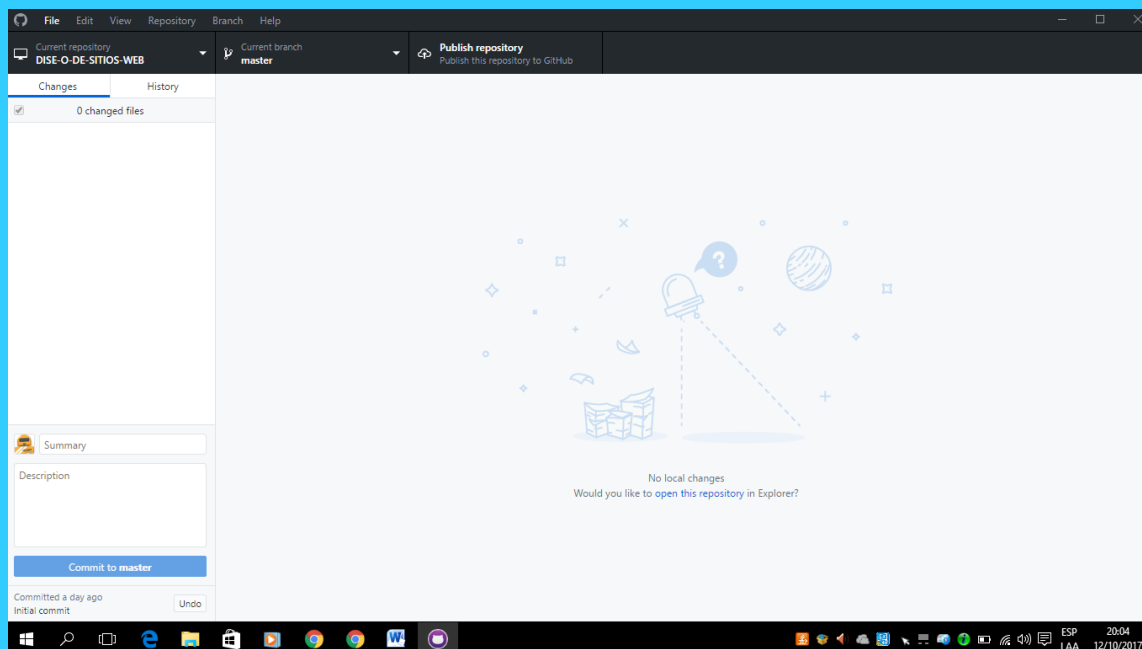 File Edit View Repository Branch Help
Current repository
DISE-O-DE-SITIOS-WEB
Current branch
master
Publish repository
Publish this repository to GitHub
Changes History
0 changed files
?
No local changes
Would you like to open this repository in Explorer?
Summary
Description
Commit to master
Committed a day ago
Initial commit
Undo
W
ESP
LAA
20:04
12/10/2017